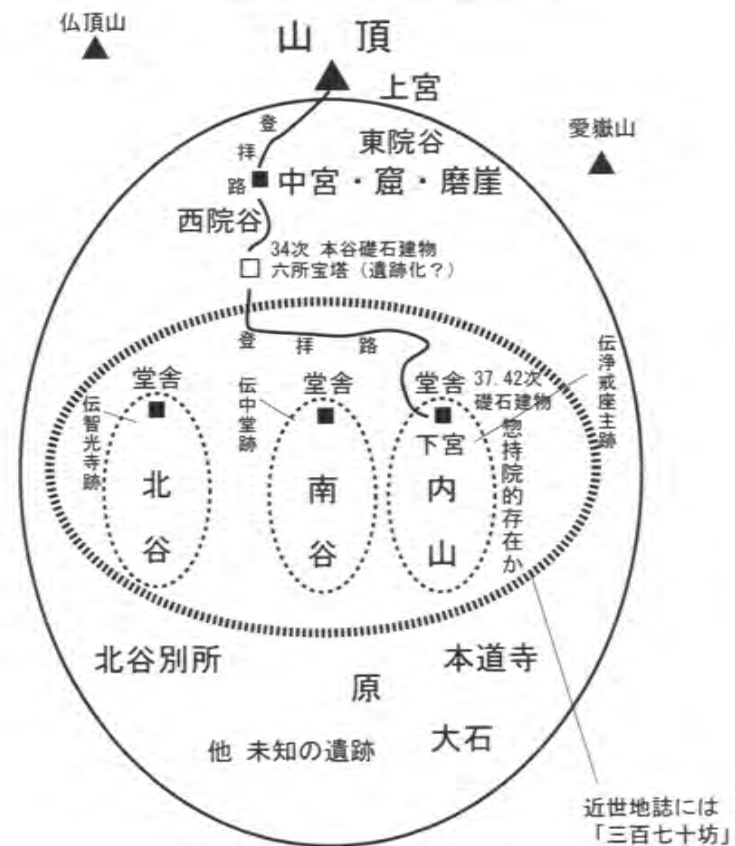 仏頂山
山 頂
上宮
愛嶽山
登拝路
東院谷
中宮・窟・磨崖
西院谷
34次 本谷礎石建物
六所宝塔（遺跡化？）
登 拝 路
伝浄戒座主跡
堂舎
伝智光寺跡
北谷
堂舎
伝中堂跡
南谷
堂舎
37.42次
礎石建物
下宮
惣持院的存在か
内山
北谷別所
本道寺
原
大石
他 未知の遺跡
近世地誌には
「三百七十坊」